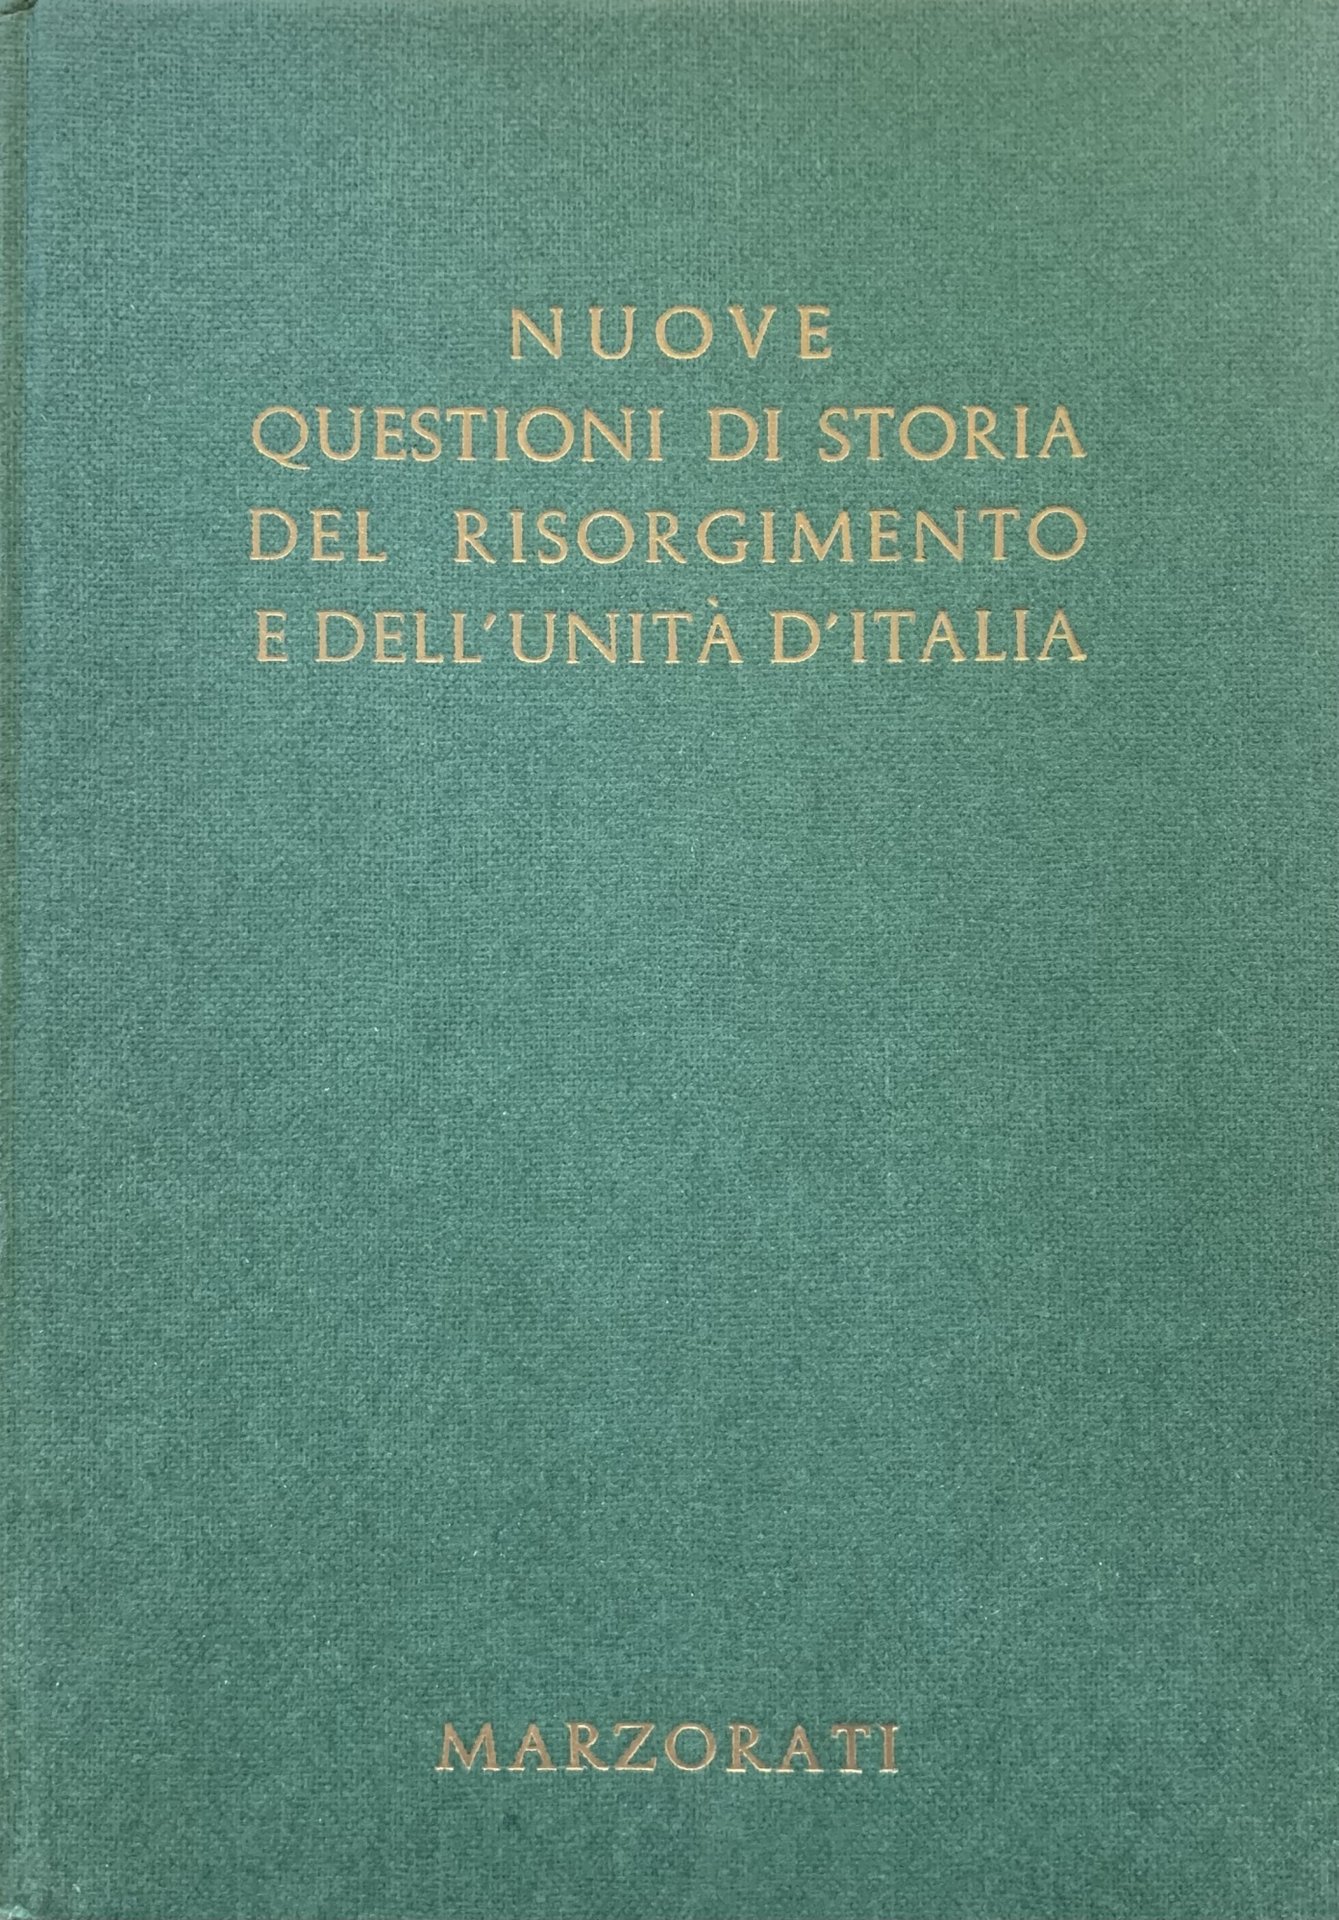 NUOVE
QUESTIONI DI STORIA
DEL RISORGIMENTO
E DELL'UNITÀ D'ITALIA
MARZORATI